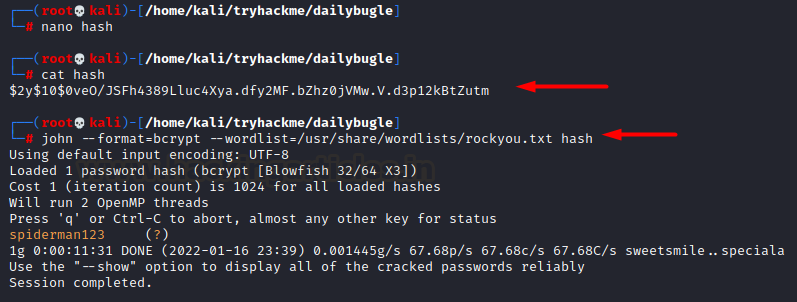 ┌──(root💀kali)-[/home/kali/tryhackme/dailybugle]
└─# nano hash
┌──(root💀kali)-[/home/kali/tryhackme/dailybugle]
└─# cat hash
$2y$10$0veO/JSFh4389Lluc4Xya.dfy2MF.bZhz0jVMw.V.d3p12kBtZutm
┌──(root💀kali)-[/home/kali/tryhackme/dailybugle]
└─# john --format=bcrypt --wordlist=/usr/share/wordlists/rockyou.txt hash
Using default input encoding: UTF-8
Loaded 1 password hash (bcrypt [Blowfish 32/64 X3])
Cost 1 (iteration count) is 1024 for all loaded hashes
Will run 2 OpenMP threads
Press 'q' or Ctrl-C to abort, almost any other key for status
spiderman123     (?)
1g 0:00:11:31 DONE (2022-01-16 23:39) 0.001445g/s 67.68p/s 67.68c/s 67.68C/s sweetsmile..speciala
Use the "--show" option to display all of the cracked passwords reliably
Session completed.